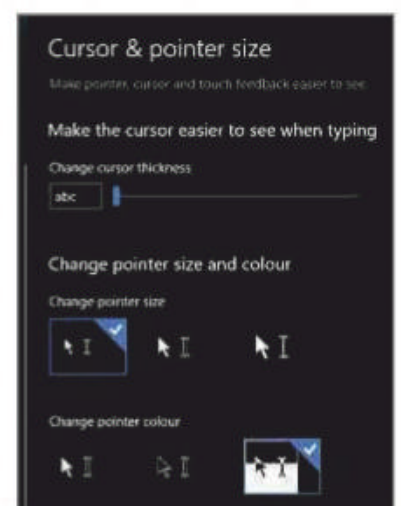 Cursor & pointer size
Make pointer, cursor and touch feedback easier to see.
Make the cursor easier to see when typing
Change cursor thickness
abc
Change pointer size and colour
Change pointer size
Change pointer colour